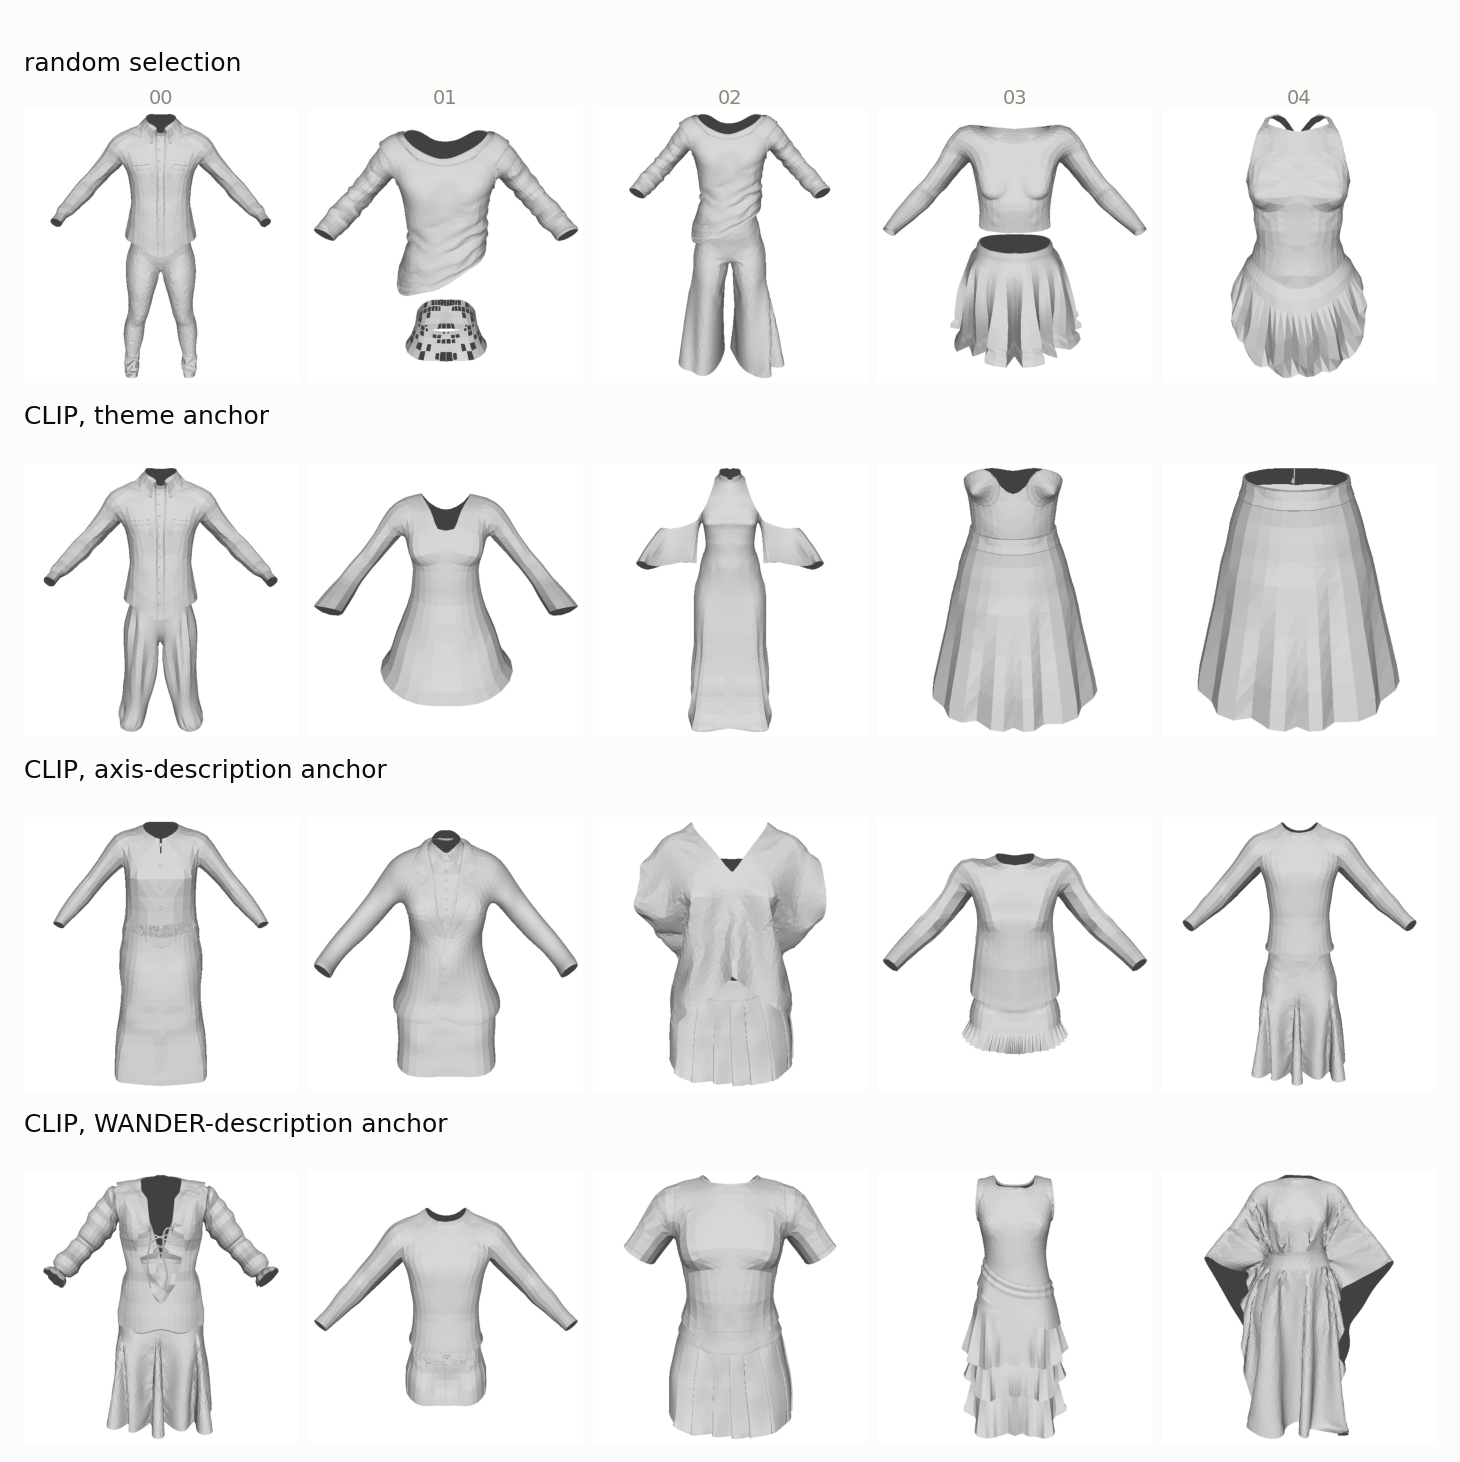 random selection
00 01 02 03 04
CLIP, theme anchor
CLIP, axis-description anchor
CLIP, WANDER-description anchor